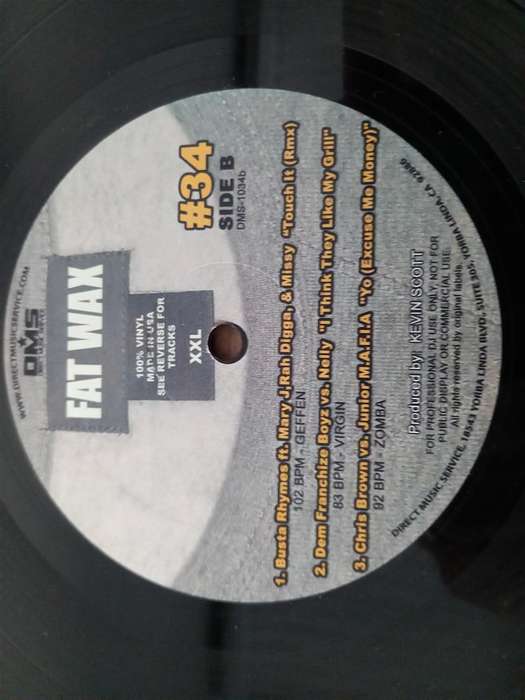 WWW.DIRECTMUSICSERVICE.COM
DMS
FAT WAX
100% VINYL
MADE IN USA
SEE REVERSE FOR
TRACKS
XXL
#34
SIDE B
DMS-1034b
1. Busta Rhymes ft. Mary J,Rah Digga, & Missy "Touch It (Rmx)
102 BPM - GEFFEN
2. Dem Franchize Boyz vs. Nelly "I Think They Like My Grill"
83 BPM - VIRGIN
3. Chris Brown vs. Junior M.A.F.I.A "Yo (Excuse Me Money)"
92 BPM - ZOMBA
Produced by KEVIN SCOTT
FOR PROFESSIONAL DJ USE ONLY. NOT FOR
PUBLIC DISPLAY OR COMMERCIAL USE.
All rights reserved by original labels.
DIRECT MUSIC SERVICE, 18543 YORBA LINDA BLVD, SUITE 305, YORBA LINDA, CA 92886